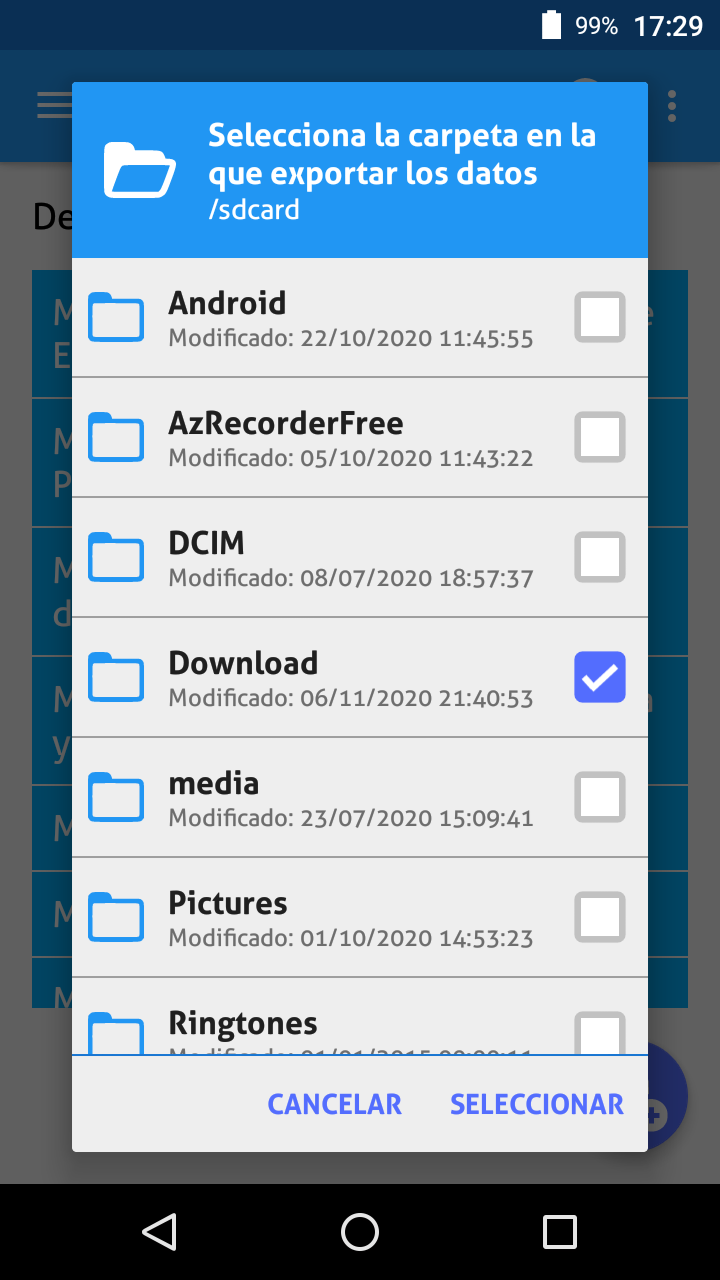 99% 17:29
Selecciona la carpeta en la
que exportar los datos
/sdcard
De
Android
Modificado: 22/10/2020 11:45:55
AzRecorderFree
Modificado: 05/10/2020 11:43:22
DCIM
Modificado: 08/07/2020 18:57:37
Download
Modificado: 06/11/2020 21:40:53
media
Modificado: 23/07/2020 15:09:41
Pictures
Modificado: 01/10/2020 14:53:23
Ringtones
CANCELAR SELECCIONAR